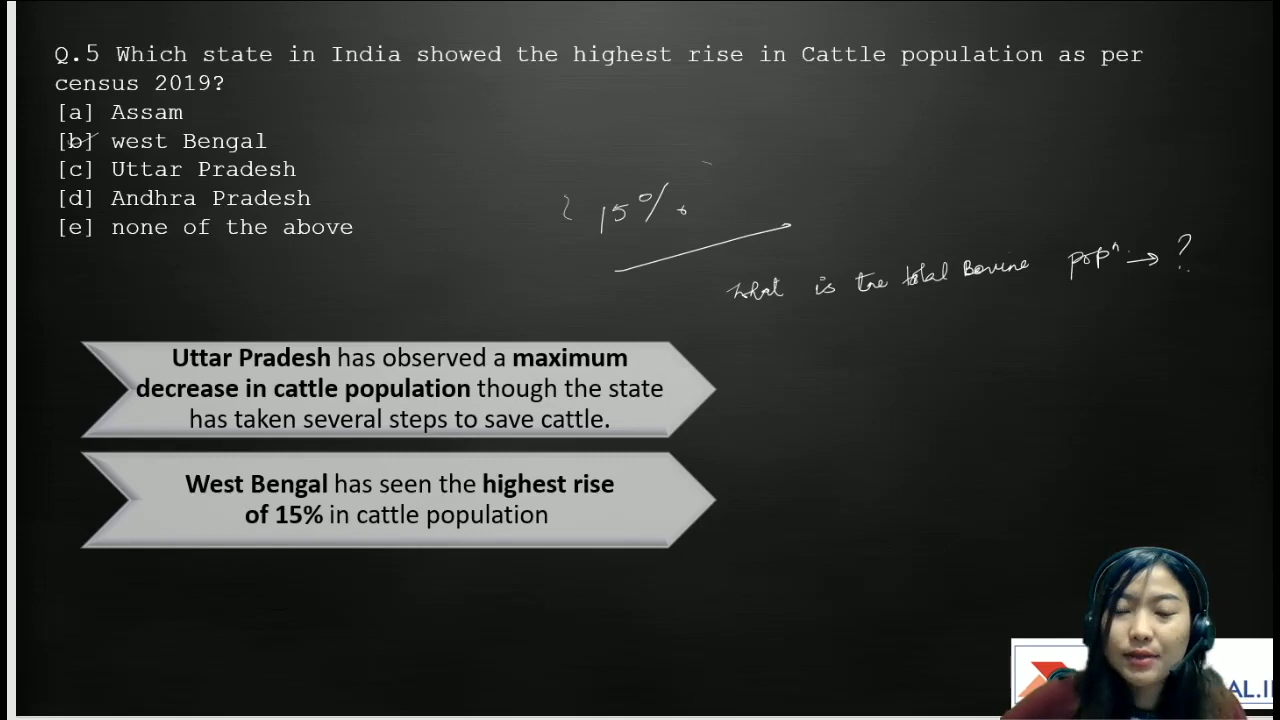 Q.5 Which state in India showed the highest rise in Cattle population as per
census 2019?
[a] Assam
[b] west Bengal
[c] Uttar Pradesh
[d] Andhra Pradesh
[e] none of the above
15%
what is the total Bovine popⁿ. → ?
Uttar Pradesh has observed a maximum
decrease in cattle population though the state
has taken several steps to save cattle.
West Bengal has seen the highest rise
of 15% in cattle population
AL.I